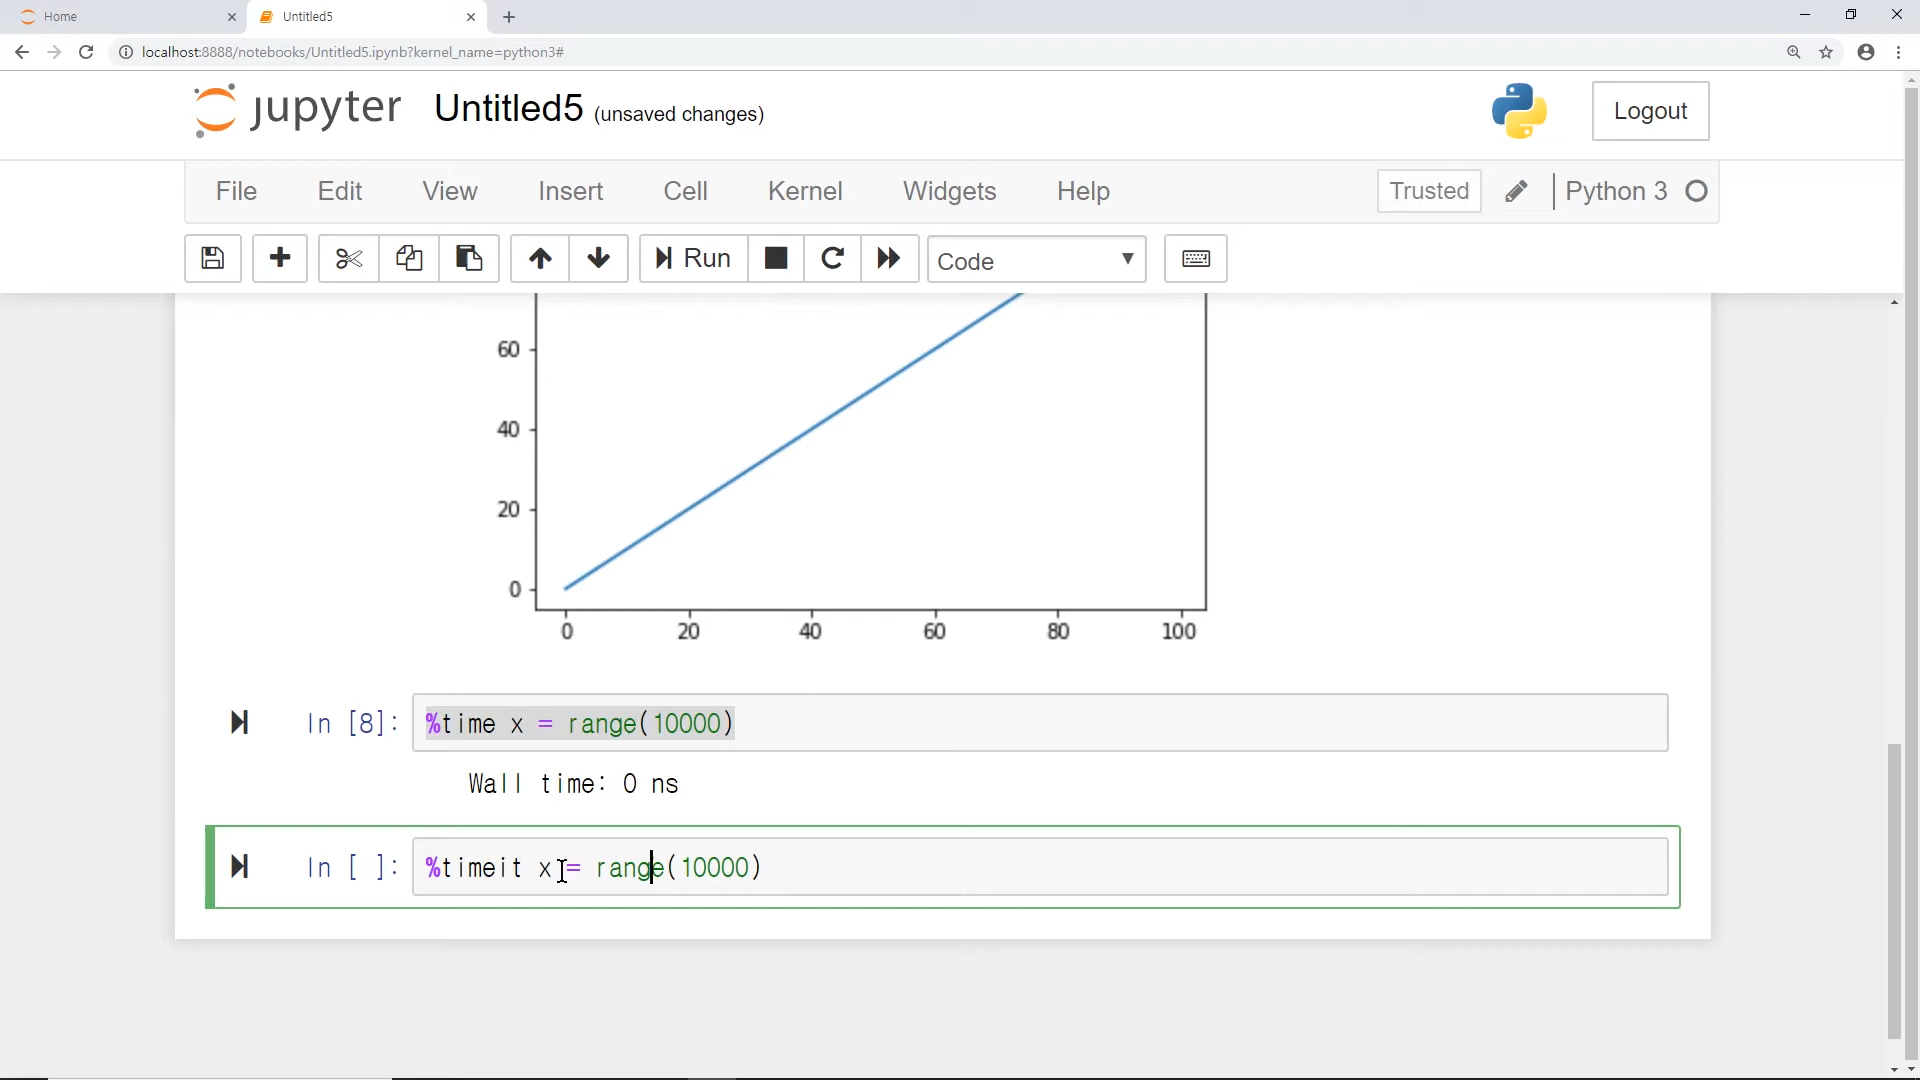 Home
Untitled5
localhost:8888/notebooks/Untitled5.ipynb?kernel_name=python3#
jupyter Untitled5 (unsaved changes)
Logout
File Edit View Insert Cell Kernel Widgets Help
Trusted
Python 3
Run
Code
60
40
20
0
0 20 40 60 80 100
In [8]: %time x = range(10000)
Wall time: 0 ns
In [ ]: %timeit x = range(10000)